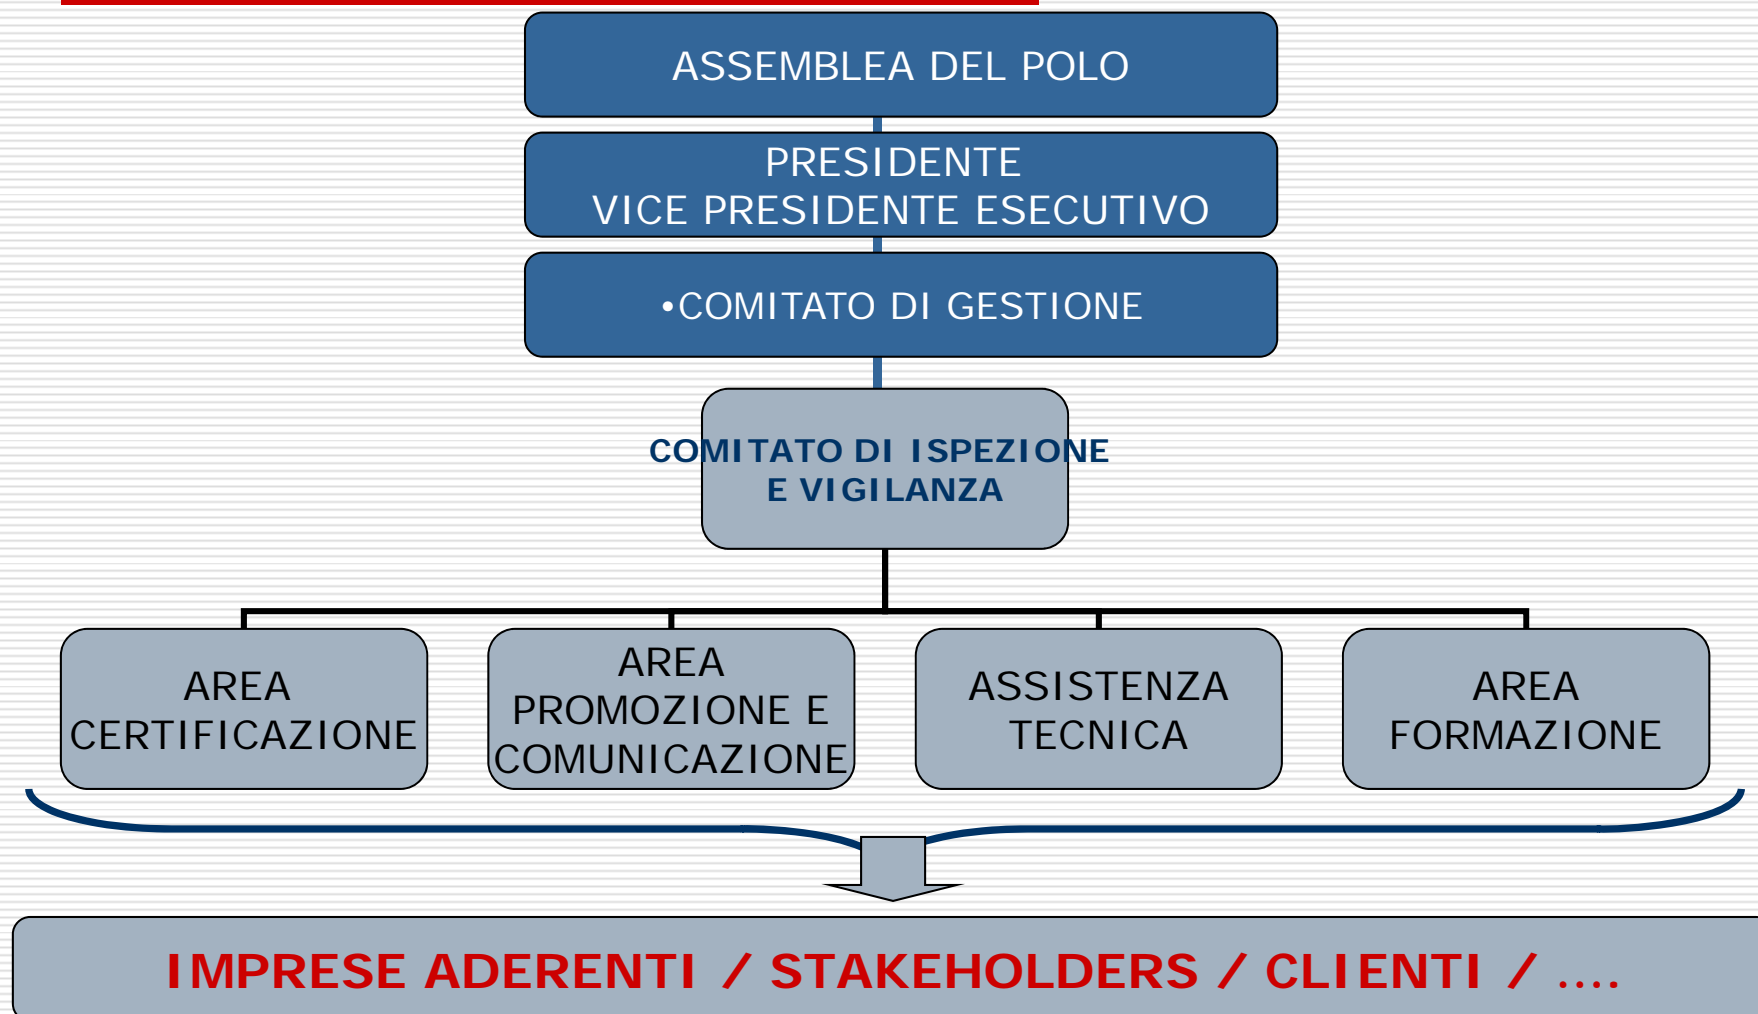 ASSEMBLEA DEL POLO
PRESIDENTE
VICE PRESIDENTE ESECUTIVO
•COMITATO DI GESTIONE
COMITATO DI ISPEZIONE
E VIGILANZA
AREA
CERTIFICAZIONE
AREA
PROMOZIONE E
COMUNICAZIONE
ASSISTENZA
TECNICA
AREA
FORMAZIONE
IMPRESE ADERENTI / STAKEHOLDERS / CLIENTI / ....